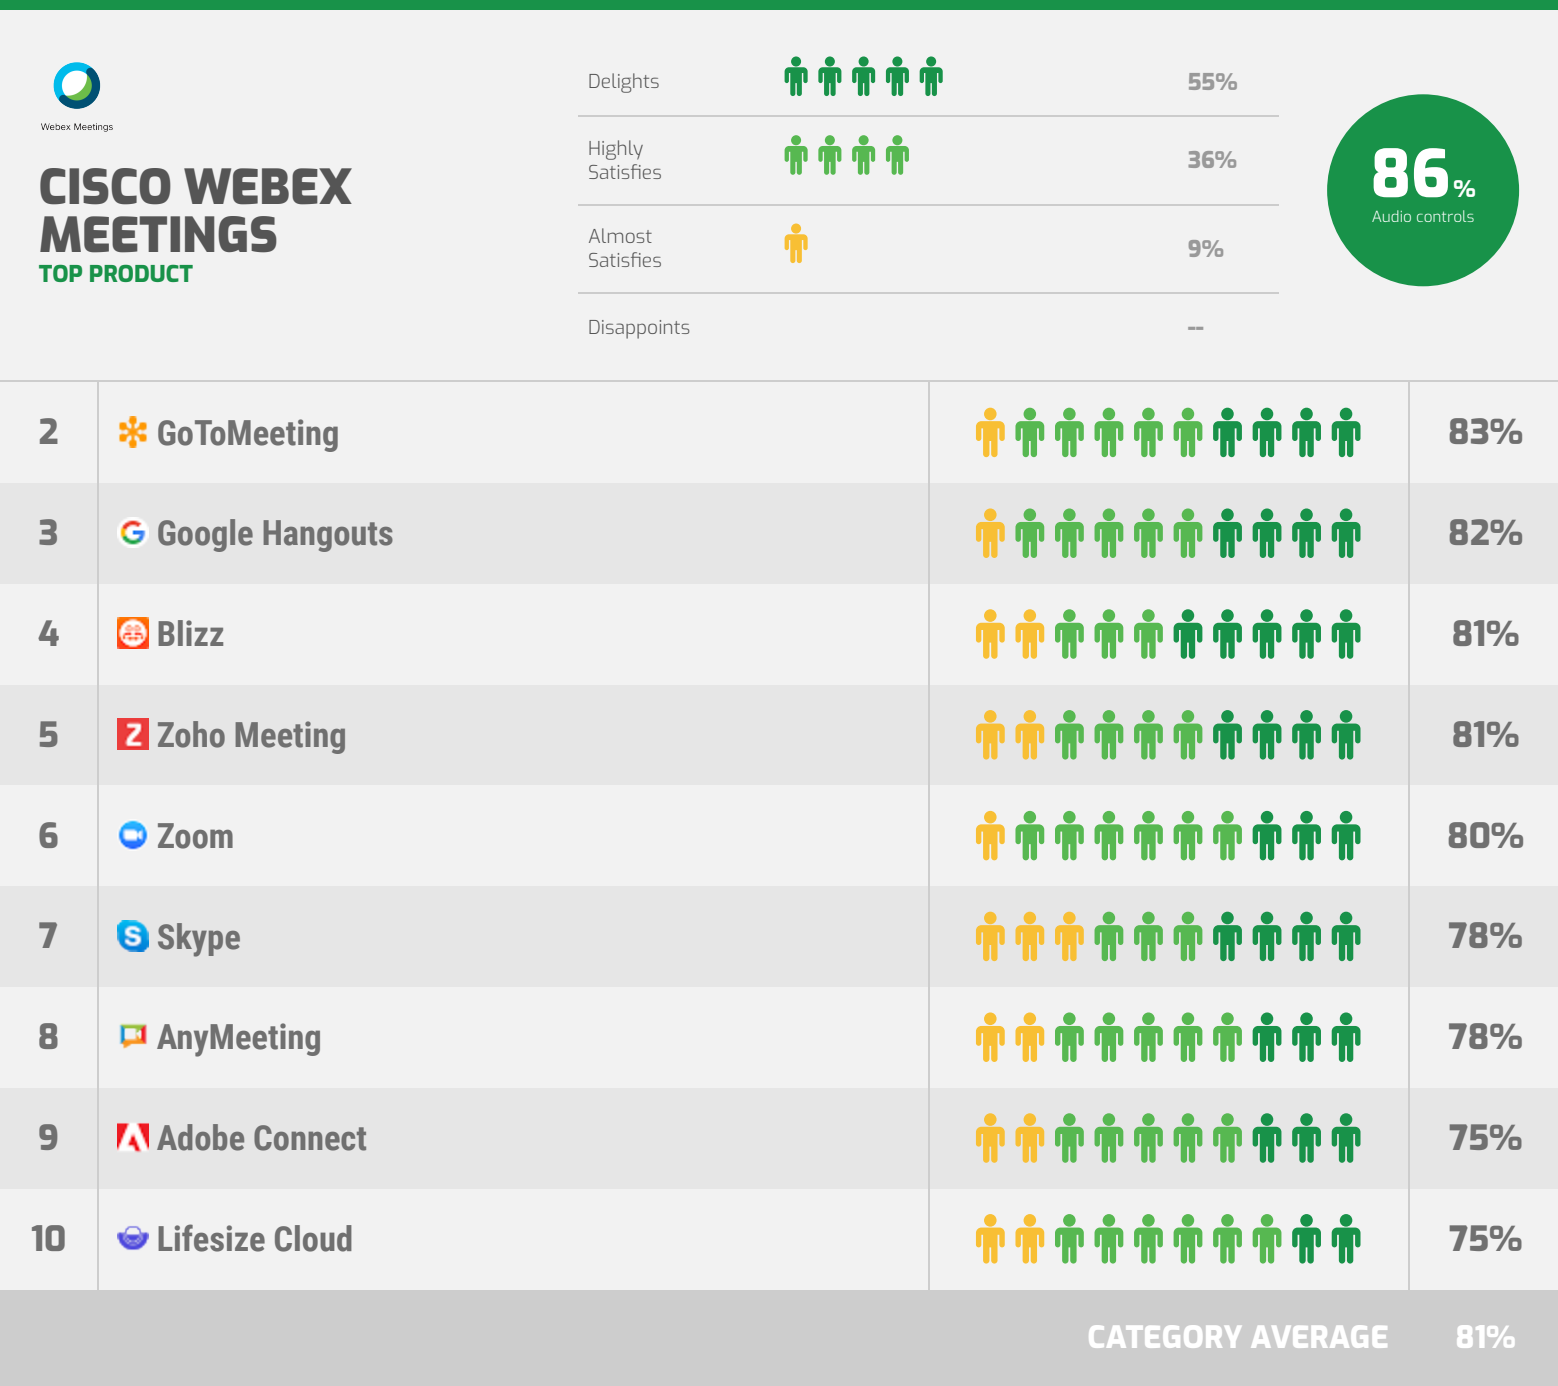 Webex Meetings
CISCO WEBEX
MEETINGS
TOP PRODUCT
Delights 55%
Highly
Satisfies 36%
Almost
Satisfies 9%
Disappoints --
86%
Audio controls
2 GoToMeeting 83%
3 Google Hangouts 82%
4 Blizz 81%
5 Zoho Meeting 81%
6 Zoom 80%
7 Skype 78%
8 AnyMeeting 78%
9 Adobe Connect 75%
10 Lifesize Cloud 75%
CATEGORY AVERAGE 81%